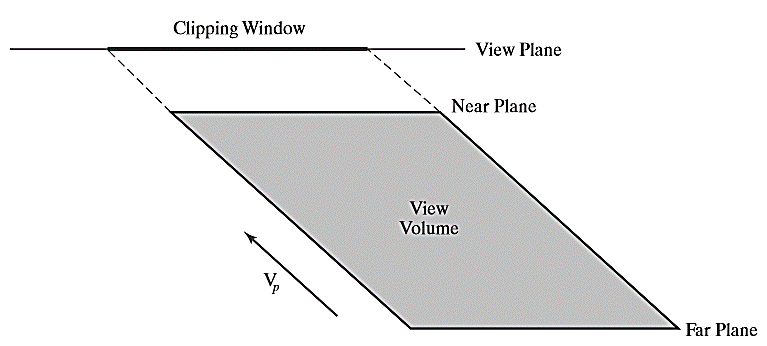 Clipping Window
View Plane
Near Plane
View
Volume
Vp
Far Plane